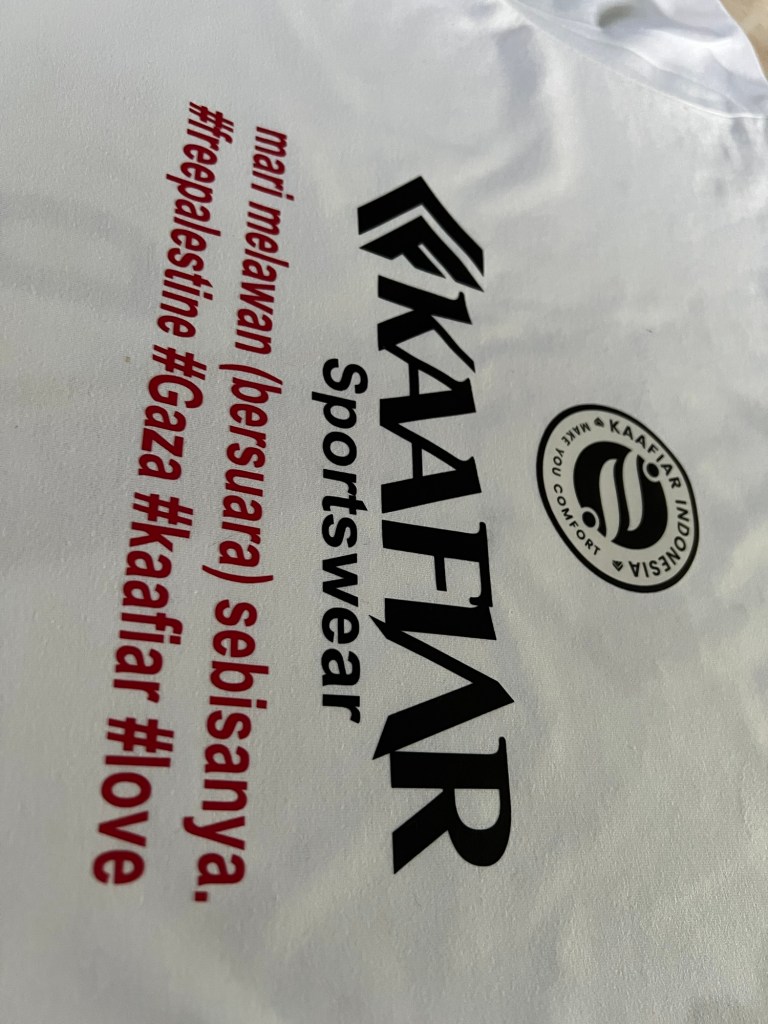 KAAFIAR INDONESIA
MAKE YOU COMFORT
KAAFIAR
Sportswear
mari melawan (bersuara) sebisanya.
#freepalestine #Gaza #kaafiar #love